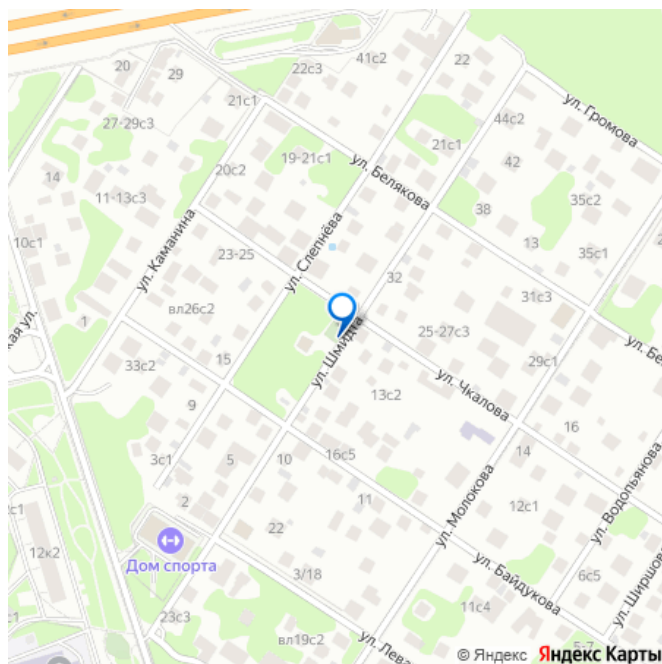 41с2
20
29
22с3
22
21с1
ул. Громова
44с2
27-29с3
19-21с1
21с1
ул. Белякова
42
14
20с2
11-13с3
35с2
38
ул. Слепнёва
13
10с1
ул. Каманина
23-25
35с1
32
31с3
вл26с2
1
25-27с3
ул. Шмидта
29с1
33с2
15
ул. Чкалова
13с2
9
16
14
3с1
5
10
16с5
ул. Водопьянова
2
11
12с1
22
ул. Молокова
12к2
Дом спорта
3/18
ул. Байдукова
6с5
ул. Ширшов
11с4
23с3
вл19с2
5-7
ул. Лева
© Яндекс Яндекс Карты